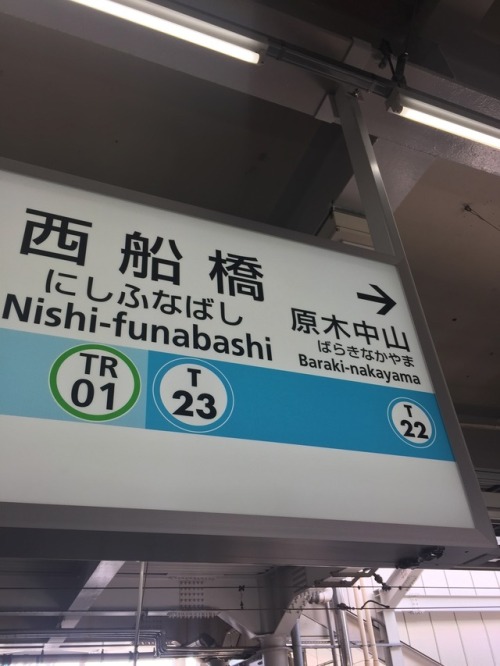 西船橋
にしふなばし
Nishi-funabashi
→
原木中山
ばらきなかやま
Baraki-nakayama
TR
01
T
23
T
22